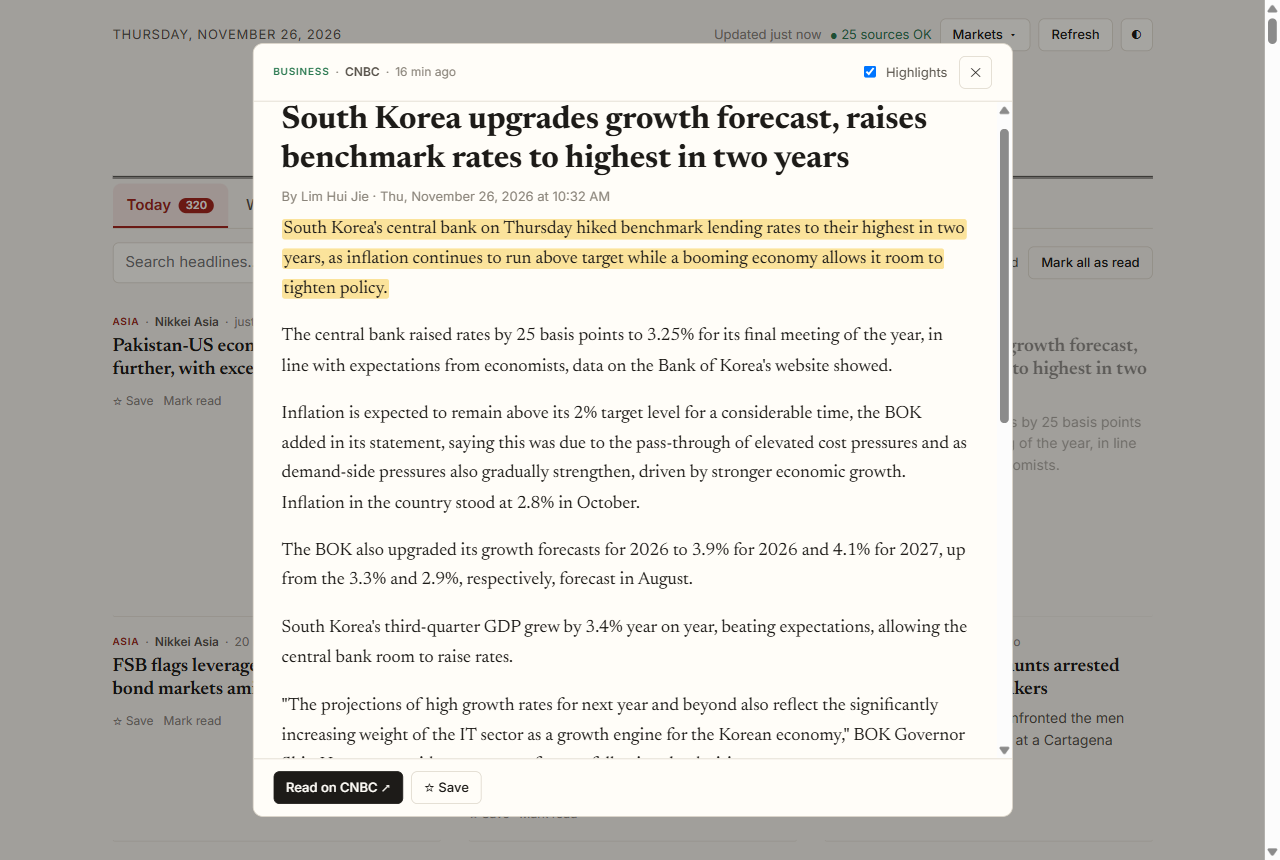 THURSDAY, NOVEMBER 26, 2026
Updated just now ● 25 sources OK
Markets
Refresh
BUSINESS · CNBC · 16 min ago
Highlights
South Korea upgrades growth forecast, raises
benchmark rates to highest in two years
By Lim Hui Jie · Thu, November 26, 2026 at 10:32 AM
South Korea's central bank on Thursday hiked benchmark lending rates to their highest in two
years, as inflation continues to run above target while a booming economy allows it room to
tighten policy.
The central bank raised rates by 25 basis points to 3.25% for its final meeting of the year, in
line with expectations from economists, data on the Bank of Korea's website showed.
Inflation is expected to remain above its 2% target level for a considerable time, the BOK
added in its statement, saying this was due to the pass-through of elevated cost pressures and as
demand-side pressures also gradually strengthen, driven by stronger economic growth.
Inflation in the country stood at 2.8% in October.
The BOK also upgraded its growth forecasts for 2026 to 3.9% for 2026 and 4.1% for 2027, up
from the 3.3% and 2.9%, respectively, forecast in August.
South Korea's third-quarter GDP grew by 3.4% year on year, beating expectations, allowing the
central bank room to raise rates.
"The projections of high growth rates for next year and beyond also reflect the significantly
increasing weight of the IT sector as a growth engine for the Korean economy," BOK Governor
Read on CNBC ↗
☆ Save
Today 320
Search headlines.
Mark all as read
ASIA · Nikkei Asia · just
Pakistan-US
further, with
☆ Save Mark read
growth forecast,
to highest in two
by 25 basis points
of the year, in line
ASIA · Nikkei Asia · 20
FSB flags
bond markets
☆ Save Mark read
arrested
the men
at a Cartagena